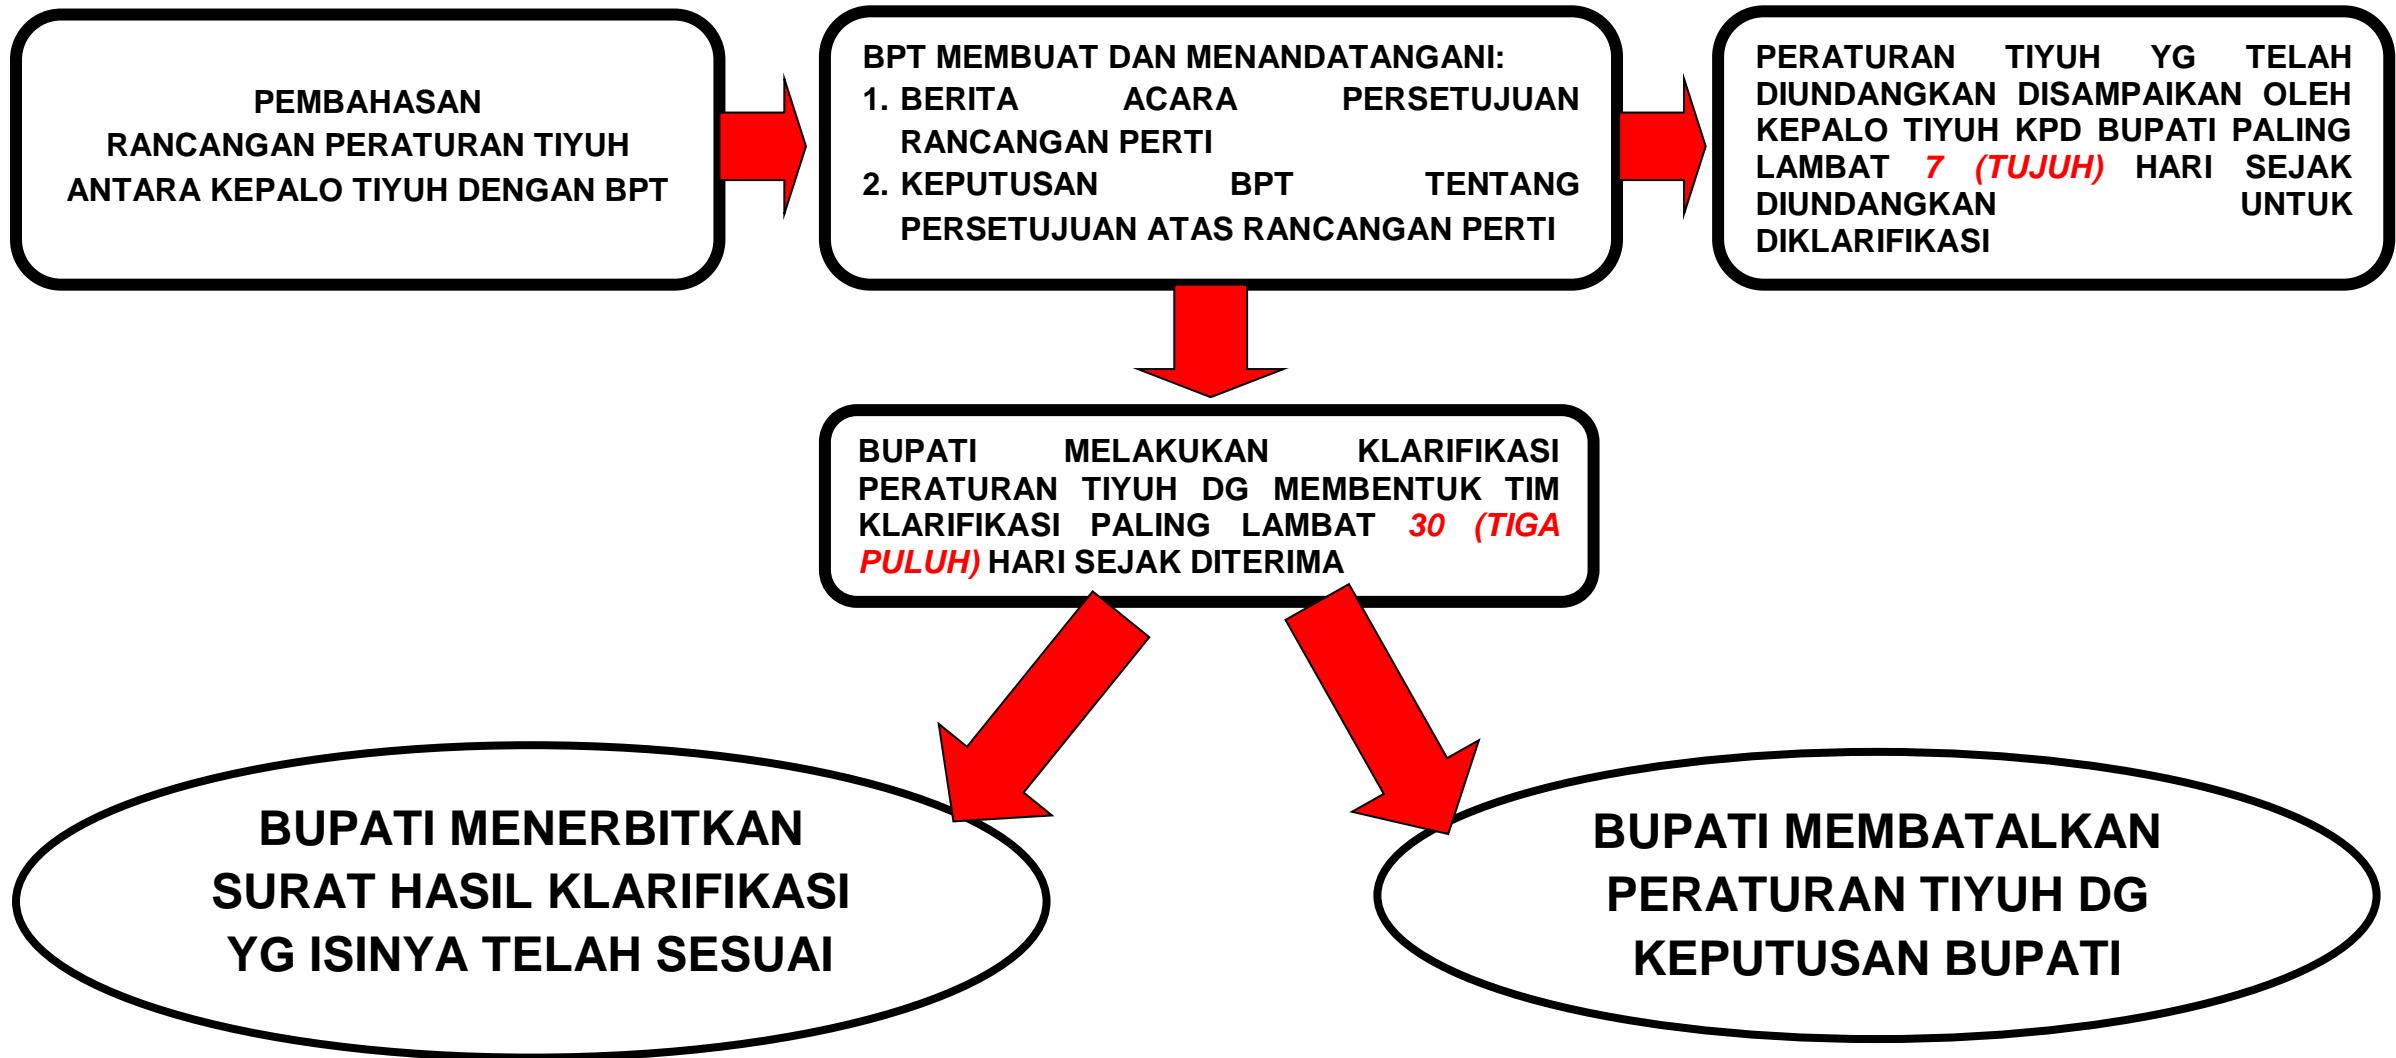 PEMBAHASAN
RANCANGAN PERATURAN TIYUH
ANTARA KEPALO TIYUH DENGAN BPT
BPT MEMBUAT DAN MENANDATANGANI:
1. BERITA ACARA PERSETUJUAN
RANCANGAN PERTI
2. KEPUTUSAN BPT TENTANG
PERSETUJUAN ATAS RANCANGAN PERTI
PERATURAN TIYUH YG TELAH
DIUNDANGKAN DISAMPAIKAN OLEH
KEPALO TIYUH KPD BUPATI PALING
LAMBAT 7 (TUJUH) HARI SEJAK
DIUNDANGKAN UNTUK
DIKLARIFIKASI
BUPATI MELAKUKAN KLARIFIKASI
PERATURAN TIYUH DG MEMBENTUK TIM
KLARIFIKASI PALING LAMBAT 30 (TIGA
PULUH) HARI SEJAK DITERIMA
BUPATI MENERBITKAN
SURAT HASIL KLARIFIKASI
YG ISINYA TELAH SESUAI
BUPATI MEMBATALKAN
PERATURAN TIYUH DG
KEPUTUSAN BUPATI